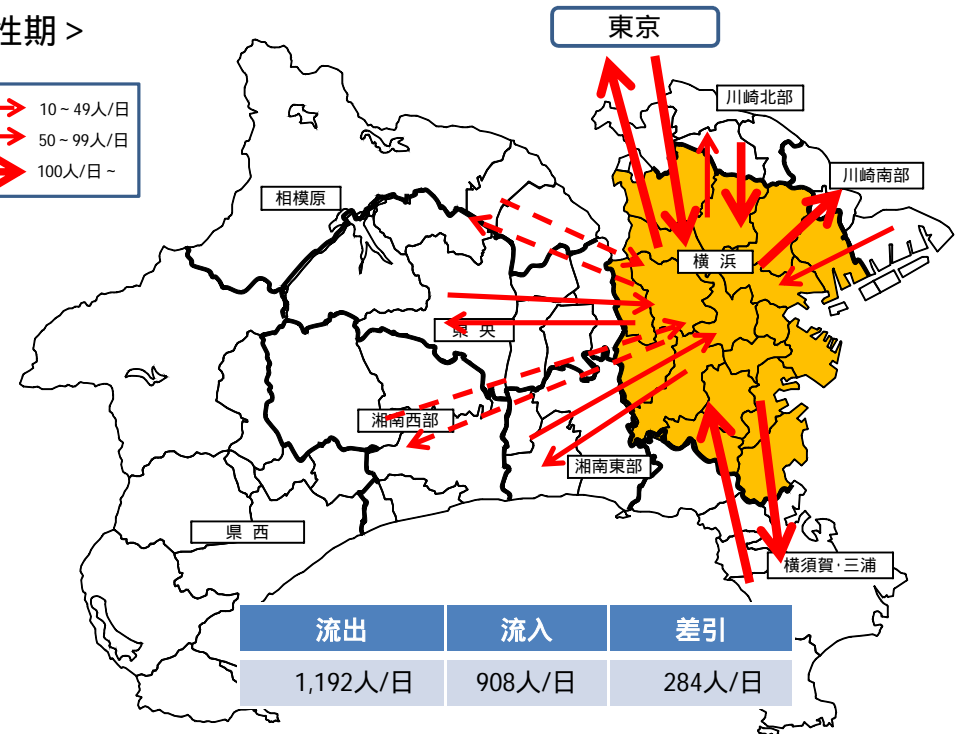 性期 >
東京
10 ~ 49人/日
50 ~ 99人/日
100人/日 ~
川崎北部
川崎南部
相模原
横 浜
県 央
湘南西部
湘南東部
県 西
横須賀･三浦
流出 流入 差引
1,192人/日 908人/日 284人/日